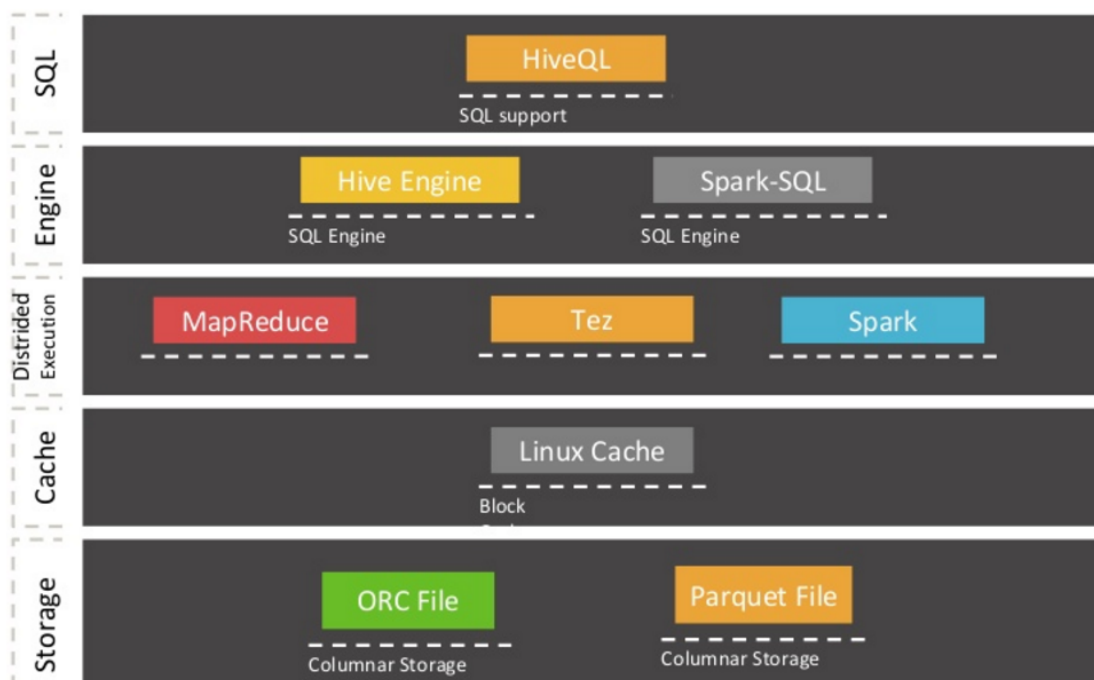 SQL
HiveQL
SQL support
Engine
Hive Engine
Spark-SQL
SQL Engine
SQL Engine
Distrided
Execution
MapReduce
Tez
Spark
Cache
Linux Cache
Block
Storage
ORC File
Parquet File
Columnar Storage
Columnar Storage